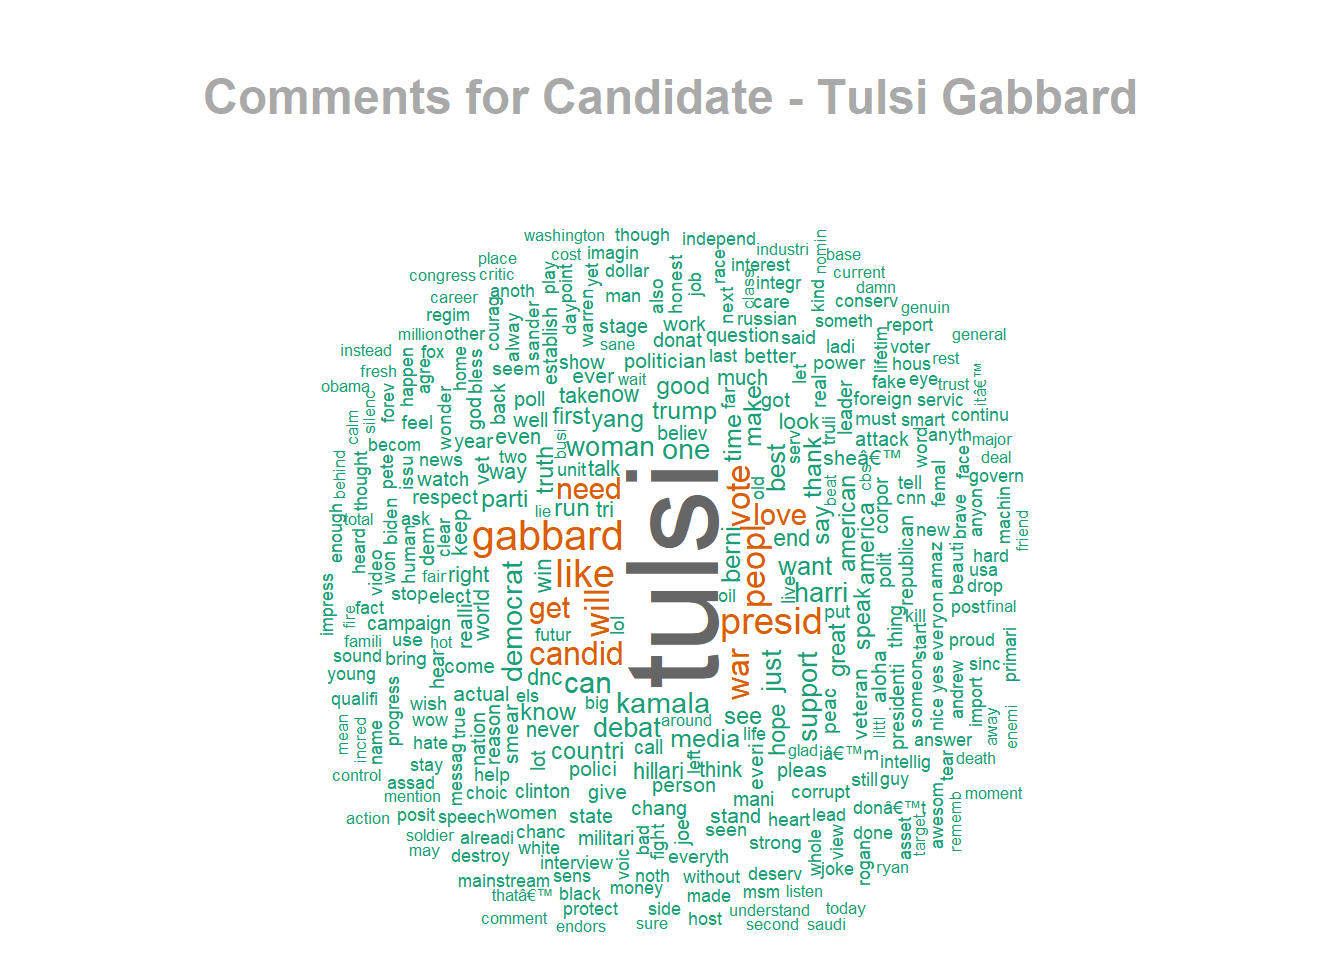 Comments for Candidate - Tulsi Gabbard
washington though independ
place cost imagin industri nomin base
congress critic play yet dollar race interest current
career anoth point man also honest job class integr kind damn
regim courag day warren next care conserv genuin
million other alway sander establish stage donat work russian question said someth report general
instead fox sane last better ladi lifetim voter
obama fresh happen agre home bless seem show politician let power hous rest
silenc forev wonder god back poll ever wait good much far got real fake eye trust itâ€™
calm feel well take now trump make leader foreign servic
first yang believ look truli must smart continu
becom year even busi woman one time serv attack word anyth major
behind thought pete issu news yet two way truth unit talk best thank sheâ€™ deal
watch need vote old beat cbs tell femal face govern
respect parti lie run tri love say american corpor cnn brave anyon machin
total ask keep
enough heard biden won clear gabbard tulsi berni end america polit new friend
video human dem hard
fair right win like peopl want republican amaz beauti usa
impress stop elect oil live harri drop
fire fact get will presid put speak kill post final
campaign realli world democrat futur lol thing everyon
famili use hot candid great start proud
sound bring hear come dnc war just support aloha yes sinc primari
young can someon andrew
qualifi progress wish actual els big kamala peac veteran presidenti nice import
wow true know around see hope littl away enemi
mean incred name hate nation reason smear never debat media life glad iâ€™m answer
stay lot countri call left everi intellig
control assad messag help polici hillari think pleas still guy tear death
mention choic clinton give person mani corrupt moment
action posit speech women state chang stand heart lead donâ€™t asset target awesom rememb
soldier alreadi chanc militari bad fight joe seen strong whole view done
may destroy white voic everyth rogan
mainstream interview sens noth without deserv joke ryan
thatâ€™ black money made msm listen
comment protect side host understand today
endors sure second saudi